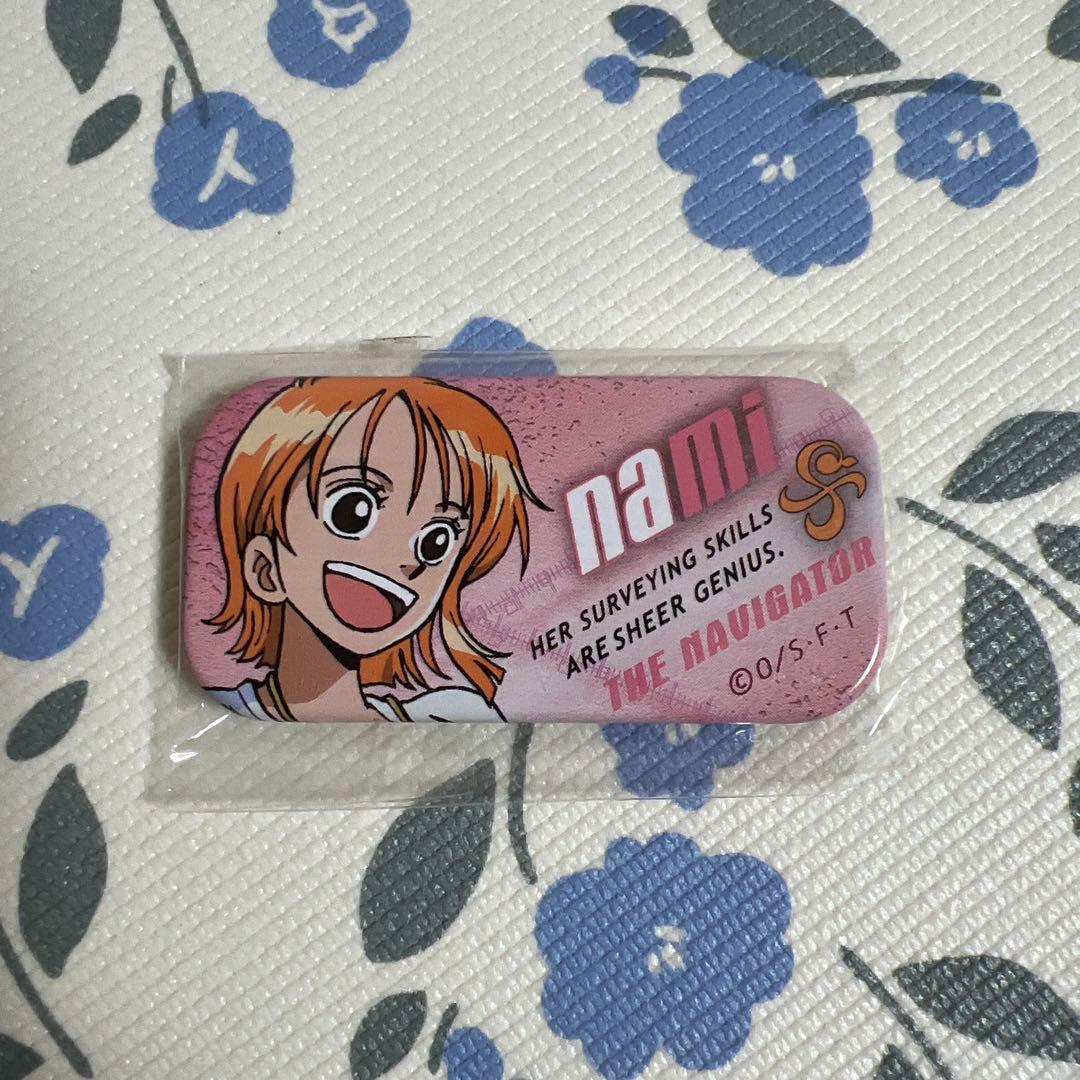 nami
HER SURVEYING SKILLS
ARE SHEER GENIUS.
THE NAVIGATOR
©O/S·F·T